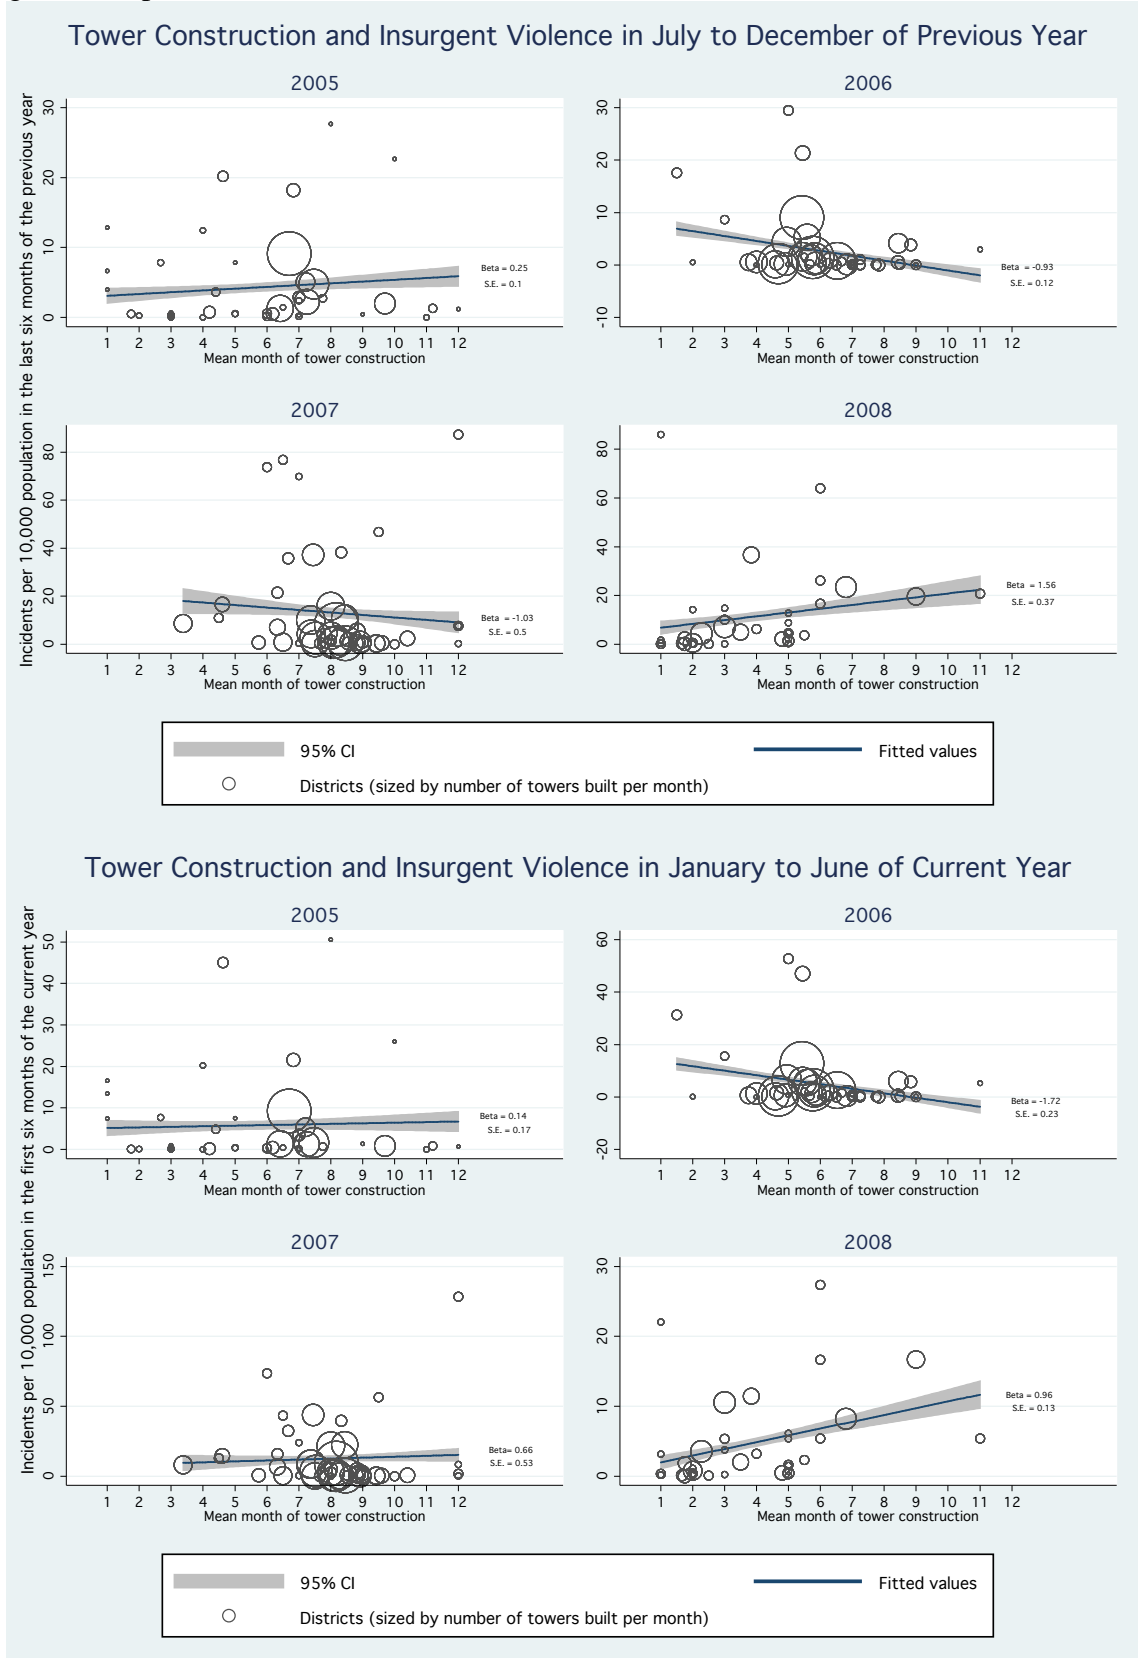 Tower Construction and Insurgent Violence in July to December of Previous Year
Incidents per 10,000 population in the last six months of the previous year
2005
30
20
10
0
Beta = 0.25
S.E. = 0.1
1 2 3 4 5 6 7 8 9 10 11 12
Mean month of tower construction
2006
30
20
10
0
-10
Beta = -0.93
S.E. = 0.12
1 2 3 4 5 6 7 8 9 10 11 12
Mean month of tower construction
2007
80
60
40
20
0
Beta = -1.03
S.E. = 0.5
1 2 3 4 5 6 7 8 9 10 11 12
Mean month of tower construction
2008
80
60
40
20
0
Beta = 1.56
S.E. = 0.37
1 2 3 4 5 6 7 8 9 10 11 12
Mean month of tower construction
95% CI
Fitted values
Districts (sized by number of towers built per month)
Tower Construction and Insurgent Violence in January to June of Current Year
Incidents per 10,000 population in the first six months of the current year
2005
50
40
30
20
10
0
Beta = 0.14
S.E. = 0.17
1 2 3 4 5 6 7 8 9 10 11 12
Mean month of tower construction
2006
60
40
20
0
-20
Beta = -1.72
S.E. = 0.23
1 2 3 4 5 6 7 8 9 10 11 12
Mean month of tower construction
2007
150
100
50
0
Beta= 0.66
S.E. = 0.53
1 2 3 4 5 6 7 8 9 10 11 12
Mean month of tower construction
2008
30
20
10
0
Beta = 0.96
S.E. = 0.13
1 2 3 4 5 6 7 8 9 10 11 12
Mean month of tower construction
95% CI
Fitted values
Districts (sized by number of towers built per month)